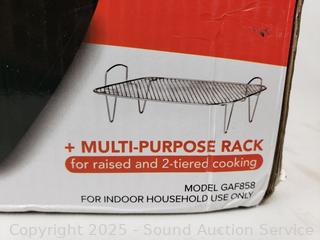 + MULTI-PURPOSE RACK
for raised and 2-tiered cooking
MODEL GAF858
FOR INDOOR HOUSEHOLD USE ONLY
Copyright © 2025 - Sound Auction Service